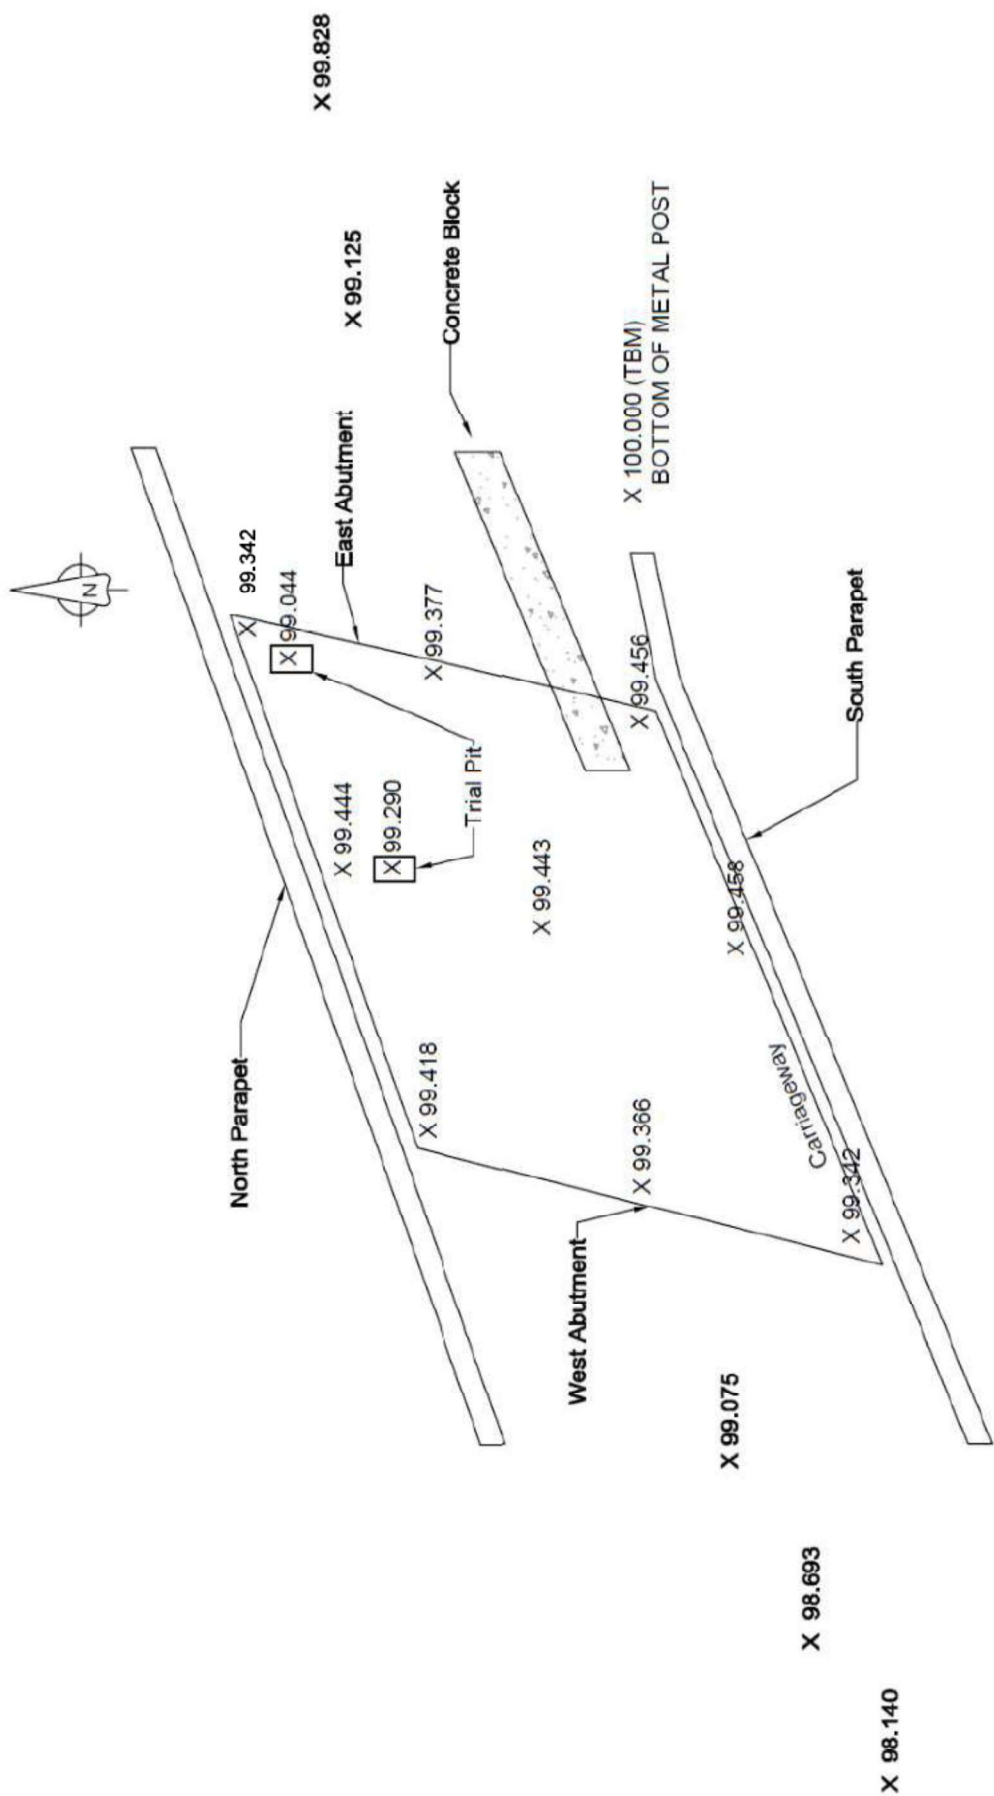 N
X 99.828
X 99.125
99.342
X
X 99.044
East Abutment
X 99.377
Concrete Block
X 100.000 (TBM)
BOTTOM OF METAL POST
X 99.456
South Parapet
X 99.444
X 99.290
Trial Pit
X 99.443
X 99.458
North Parapet
X 99.418
X 99.366
Carriageway
X 99.342
West Abutment
X 99.075
X 98.693
X 98.140